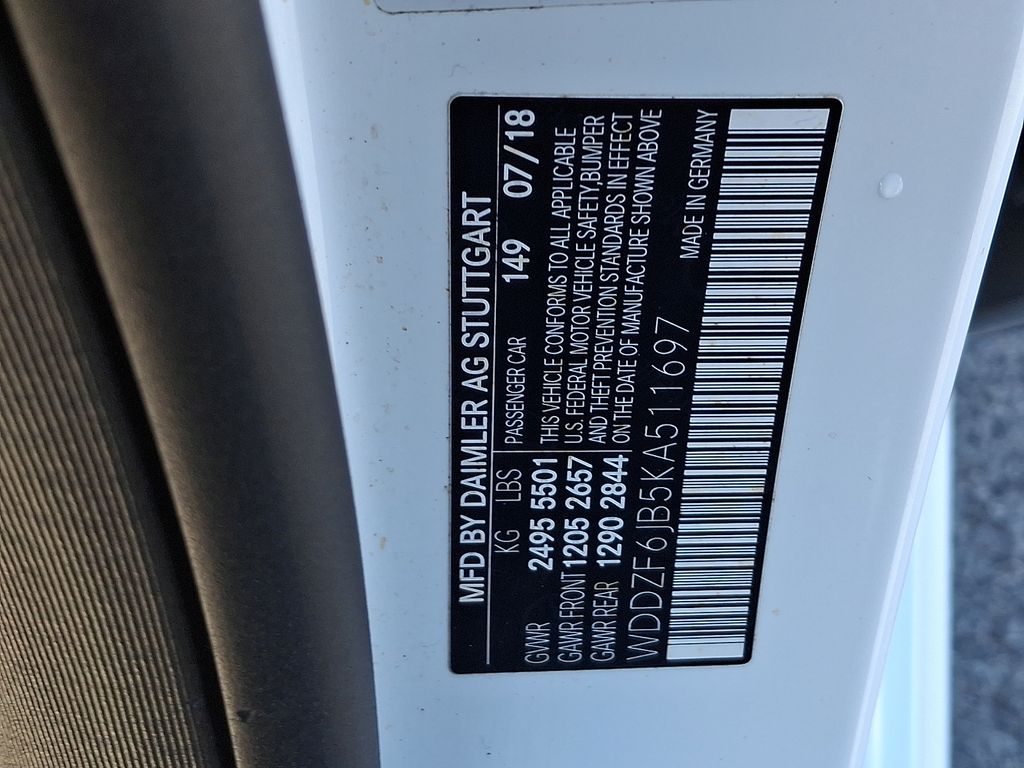 MFD BY DAIMLER AG STUTTGART
KG LBS PASSENGER CAR 149 07/18
GVWR 2495 5501 THIS VEHICLE CONFORMS TO ALL APPLICABLE
GAWR FRONT 1205 2657 U.S. FEDERAL MOTOR VEHICLE SAFETY, BUMPER
GAWR REAR 1290 2844 AND THEFT PREVENTION STANDARDS IN EFFECT
ON THE DATE OF MANUFACTURE SHOWN ABOVE
WDDZF6JB5KA511697
MADE IN GERMANY